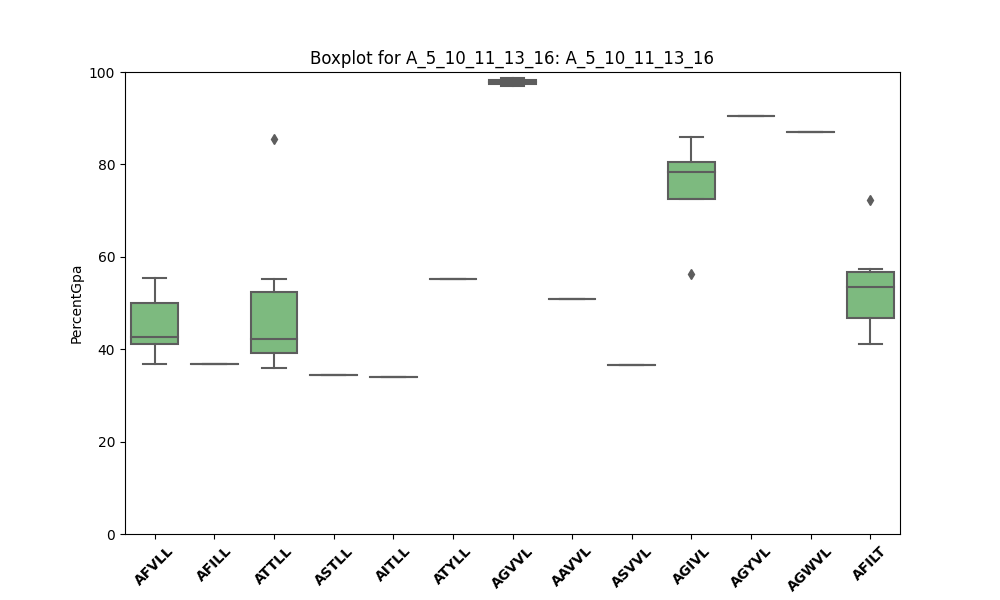 Boxplot for A_5_10_11_13_16: A_5_10_11_13_16
PercentGpa
100
80
60
40
20
0
AFVLL
AFILL
ATTLL
ASTLL
AITLL
ATYLL
AGVVL
AAVVL
ASVVL
AGIVL
AGYVL
AGWVL
AFILT